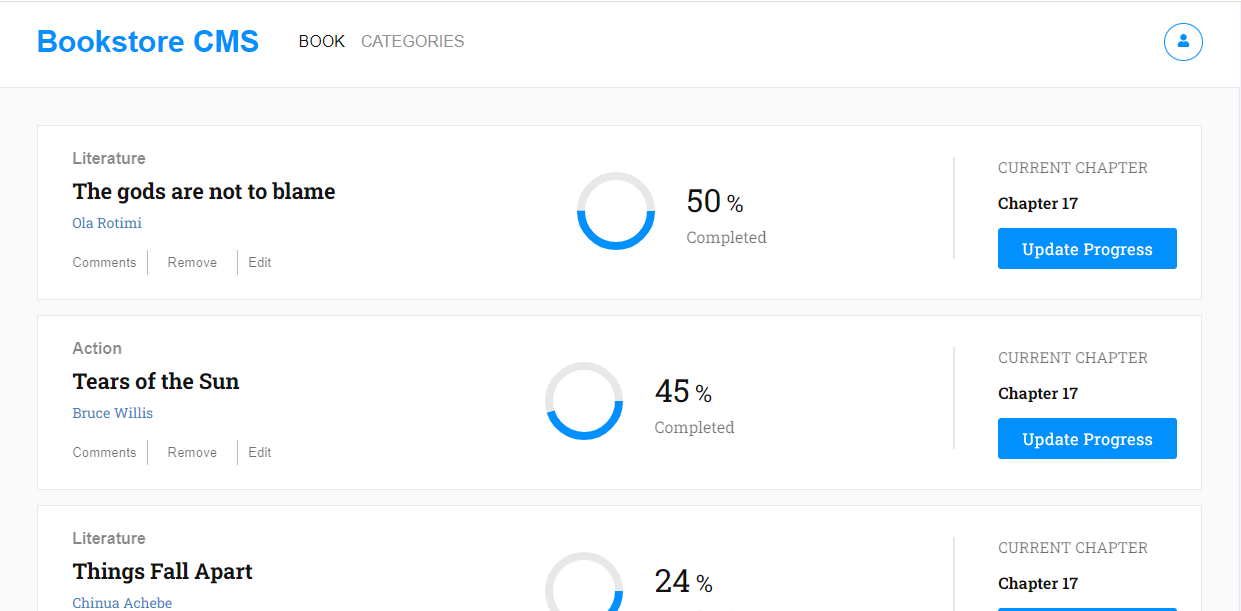 Bookstore CMS BOOK CATEGORIES
Literature
The gods are not to blame
Ola Rotimi
Comments Remove Edit
50 %
Completed
CURRENT CHAPTER
Chapter 17
Update Progress
Action
Tears of the Sun
Bruce Willis
Comments Remove Edit
45 %
Completed
CURRENT CHAPTER
Chapter 17
Update Progress
Literature
Things Fall Apart
Chinua Achebe
24 %
CURRENT CHAPTER
Chapter 17